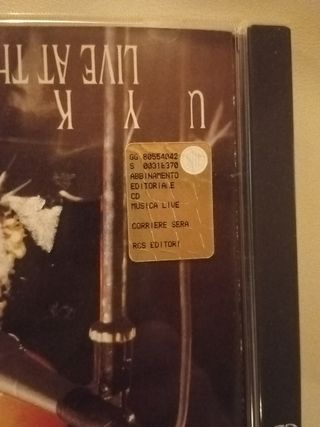 LIVE AT TH
K Y U
GG 80554042
S 00316370
ABBINAMENTO
EDITORIALE
CD
MUSICA LIVE
CORRIERE SERA
RCS EDITORI